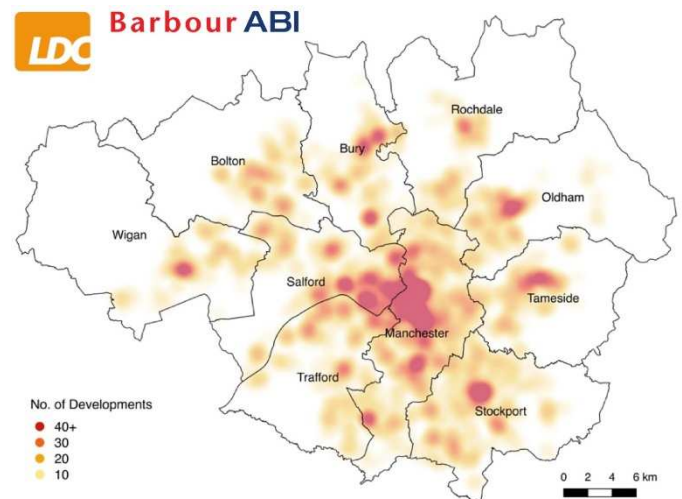 LDC
Barbour ABI
Rochdale
Bury
Bolton
Oldham
Wigan
Salford
Tameside
Manchester
Trafford
Stockport
No. of Developments
40+
30
20
10
0 2 4 6 km